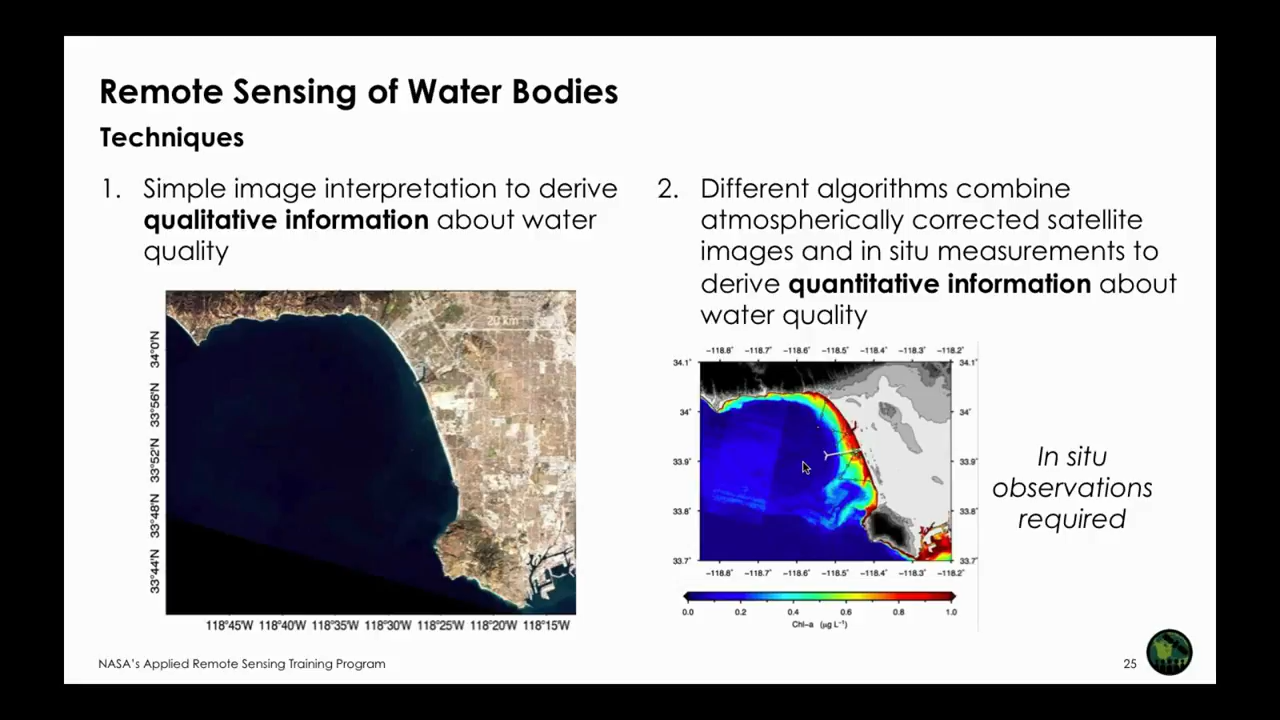 Remote Sensing of Water Bodies
Techniques
1. Simple image interpretation to derive
qualitative information about water
quality
20 km
34°0'N
33°56'N
33°52'N
33°48'N
33°44'N
118°45'W 118°40'W 118°35'W 118°30'W 118°25'W 118°20'W 118°15'W
2. Different algorithms combine
atmospherically corrected satellite
images and in situ measurements to
derive quantitative information about
water quality
-118.8° -118.7° -118.6° -118.5° -118.4° -118.3° -118.2°
34.1° 34.1°
34° 34°
33.9° 33.9°
33.8° 33.8°
33.7° 33.7°
-118.8° -118.7° -118.6° -118.5° -118.4° -118.3° -118.2°
0.0 0.2 0.4 0.6 0.8 1.0
Chl-a (µg L⁻¹)
In situ
observations
required
NASA's Applied Remote Sensing Training Program
25